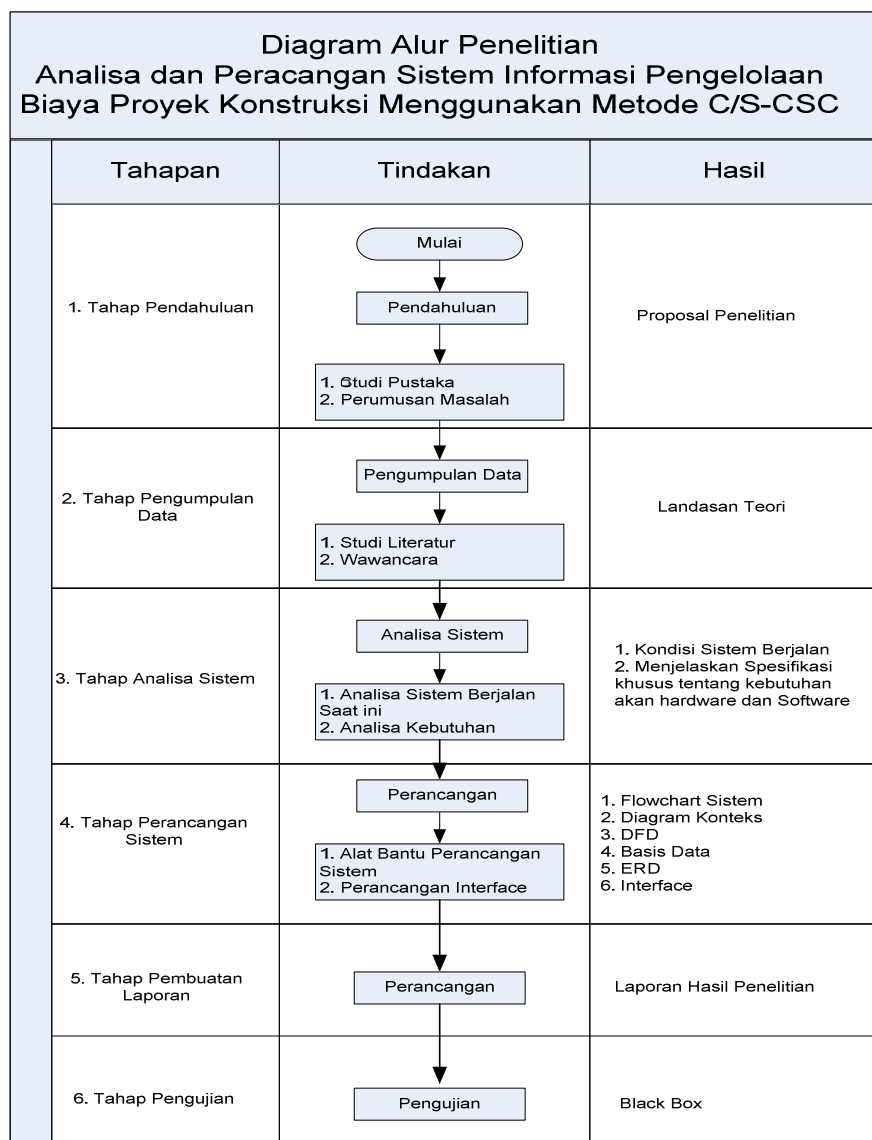 Diagram Alur Penelitian
Analisa dan Peracangan Sistem Informasi Pengelolaan
Biaya Proyek Konstruksi Menggunakan Metode C/S-CSC
Tahapan
Tindakan
Hasil
1. Tahap Pendahuluan
Mulai
Pendahuluan
1. Studi Pustaka
2. Perumusan Masalah
Proposal Penelitian
2. Tahap Pengumpulan
Data
Pengumpulan Data
1. Studi Literatur
2. Wawancara
Landasan Teori
3. Tahap Analisa Sistem
Analisa Sistem
1. Analisa Sistem Berjalan
Saat ini
2. Analisa Kebutuhan
1. Kondisi Sistem Berjalan
2. Menjelaskan Spesifikasi
khusus tentang kebutuhan
akan hardware dan Software
4. Tahap Perancangan
Sistem
Perancangan
1. Alat Bantu Perancangan
Sistem
2. Perancangan Interface
1. Flowchart Sistem
2. Diagram Konteks
3. DFD
4. Basis Data
5. ERD
6. Interface
5. Tahap Pembuatan
Laporan
Perancangan
Laporan Hasil Penelitian
6. Tahap Pengujian
Pengujian
Black Box